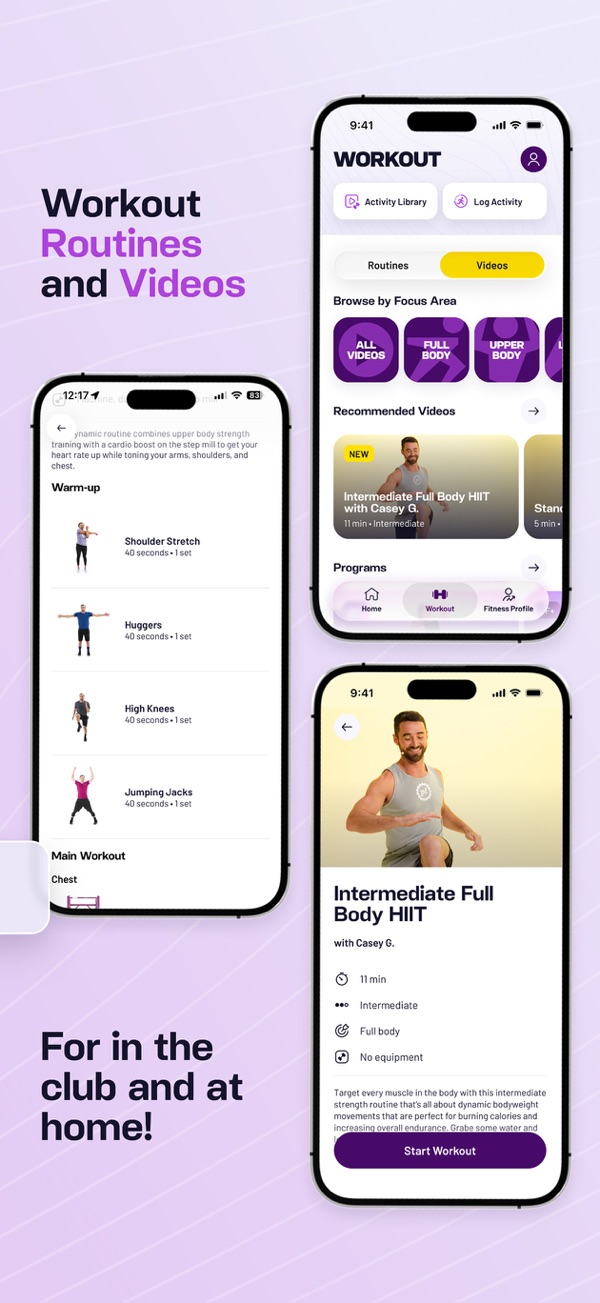 Workout
Routines
and Videos
9:41
WORKOUT
Activity Library
Log Activity
Routines
Videos
Browse by Focus Area
ALL
VIDEOS
FULL
BODY
UPPER
BODY
Recommended Videos
NEW
Intermediate Full Body HIIT
with Casey G.
11 min • Intermediate
Stand
5 min •
Programs
Home
Workout
Fitness Profile
12:17
83
dynamic routine combines upper body strength
training with a cardio boost on the step mill to get your
heart rate up while toning your arms, shoulders, and
chest.
Warm-up
Shoulder Stretch
40 seconds • 1 set
Huggers
40 seconds • 1 set
High Knees
40 seconds • 1 set
Jumping Jacks
40 seconds • 1 set
Main Workout
Chest
9:41
Intermediate Full
Body HIIT
with Casey G.
11 min
Intermediate
Full body
No equipment
Target every muscle in the body with this intermediate
strength routine that's all about dynamic bodyweight
movements that are perfect for burning calories and
increasing overall endurance. Grabe some water and
Start Workout
For in the
club and at
home!